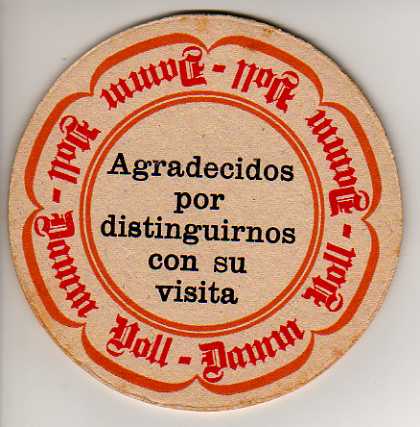 Agradecidos
por
distinguirnos
con su
visita
Voll-Damm
Voll-Damm
Voll-Damm
Voll-Damm